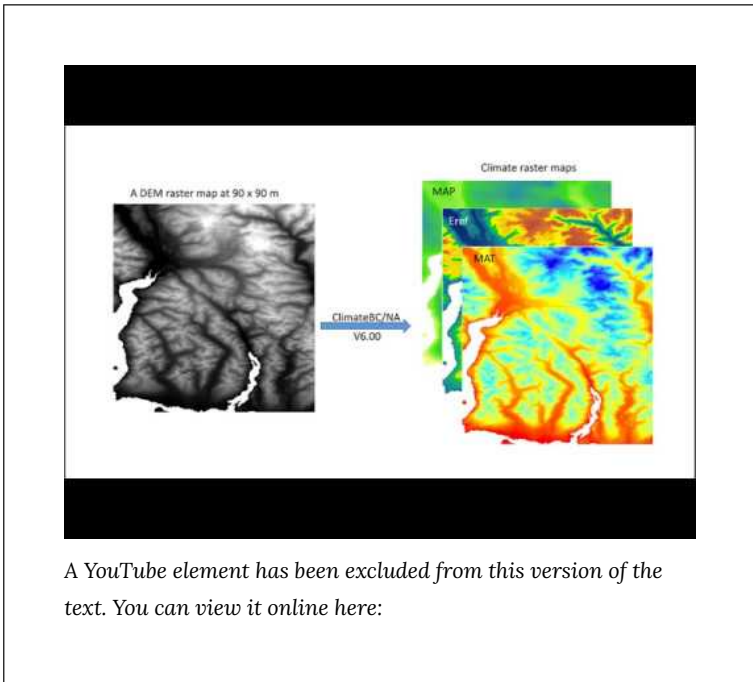 Climate raster maps
A DEM raster map at 90 x 90 m
MAP
Eref
MAT
ClimateBC/NA
V6.00
A YouTube element has been excluded from this version of the
text. You can view it online here: